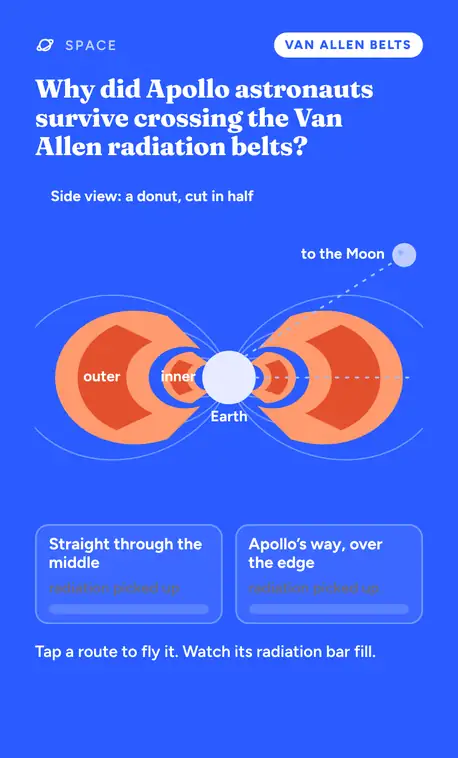 SPACE
VAN ALLEN BELTS
Why did Apollo astronauts
survive crossing the Van
Allen radiation belts?
Side view: a donut, cut in half
to the Moon
outer
inner
Earth
Straight through the
middle
radiation picked up
Apollo’s way, over
the edge
radiation picked up
Tap a route to fly it. Watch its radiation bar fill.